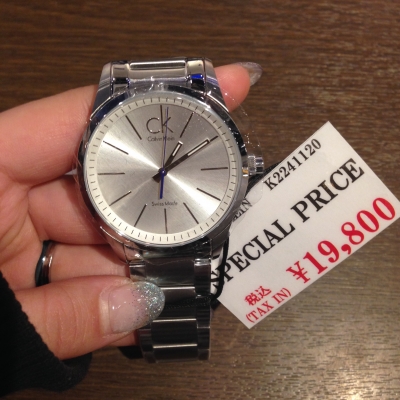 ck
Calvin Klein
Swiss Made
K2241120
SPECIAL PRICE
¥19,800
税込
(TAX IN)